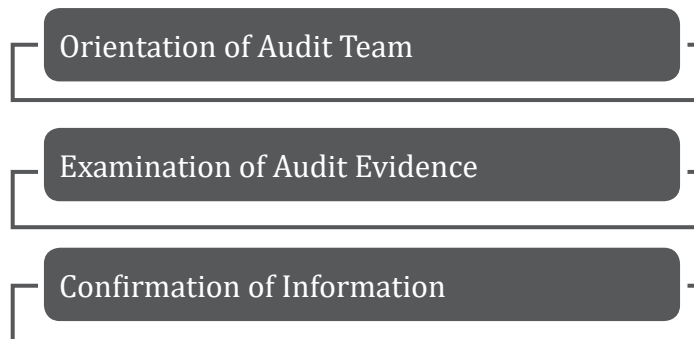 Orientation of Audit Team
Examination of Audit Evidence
Confirmation of Information